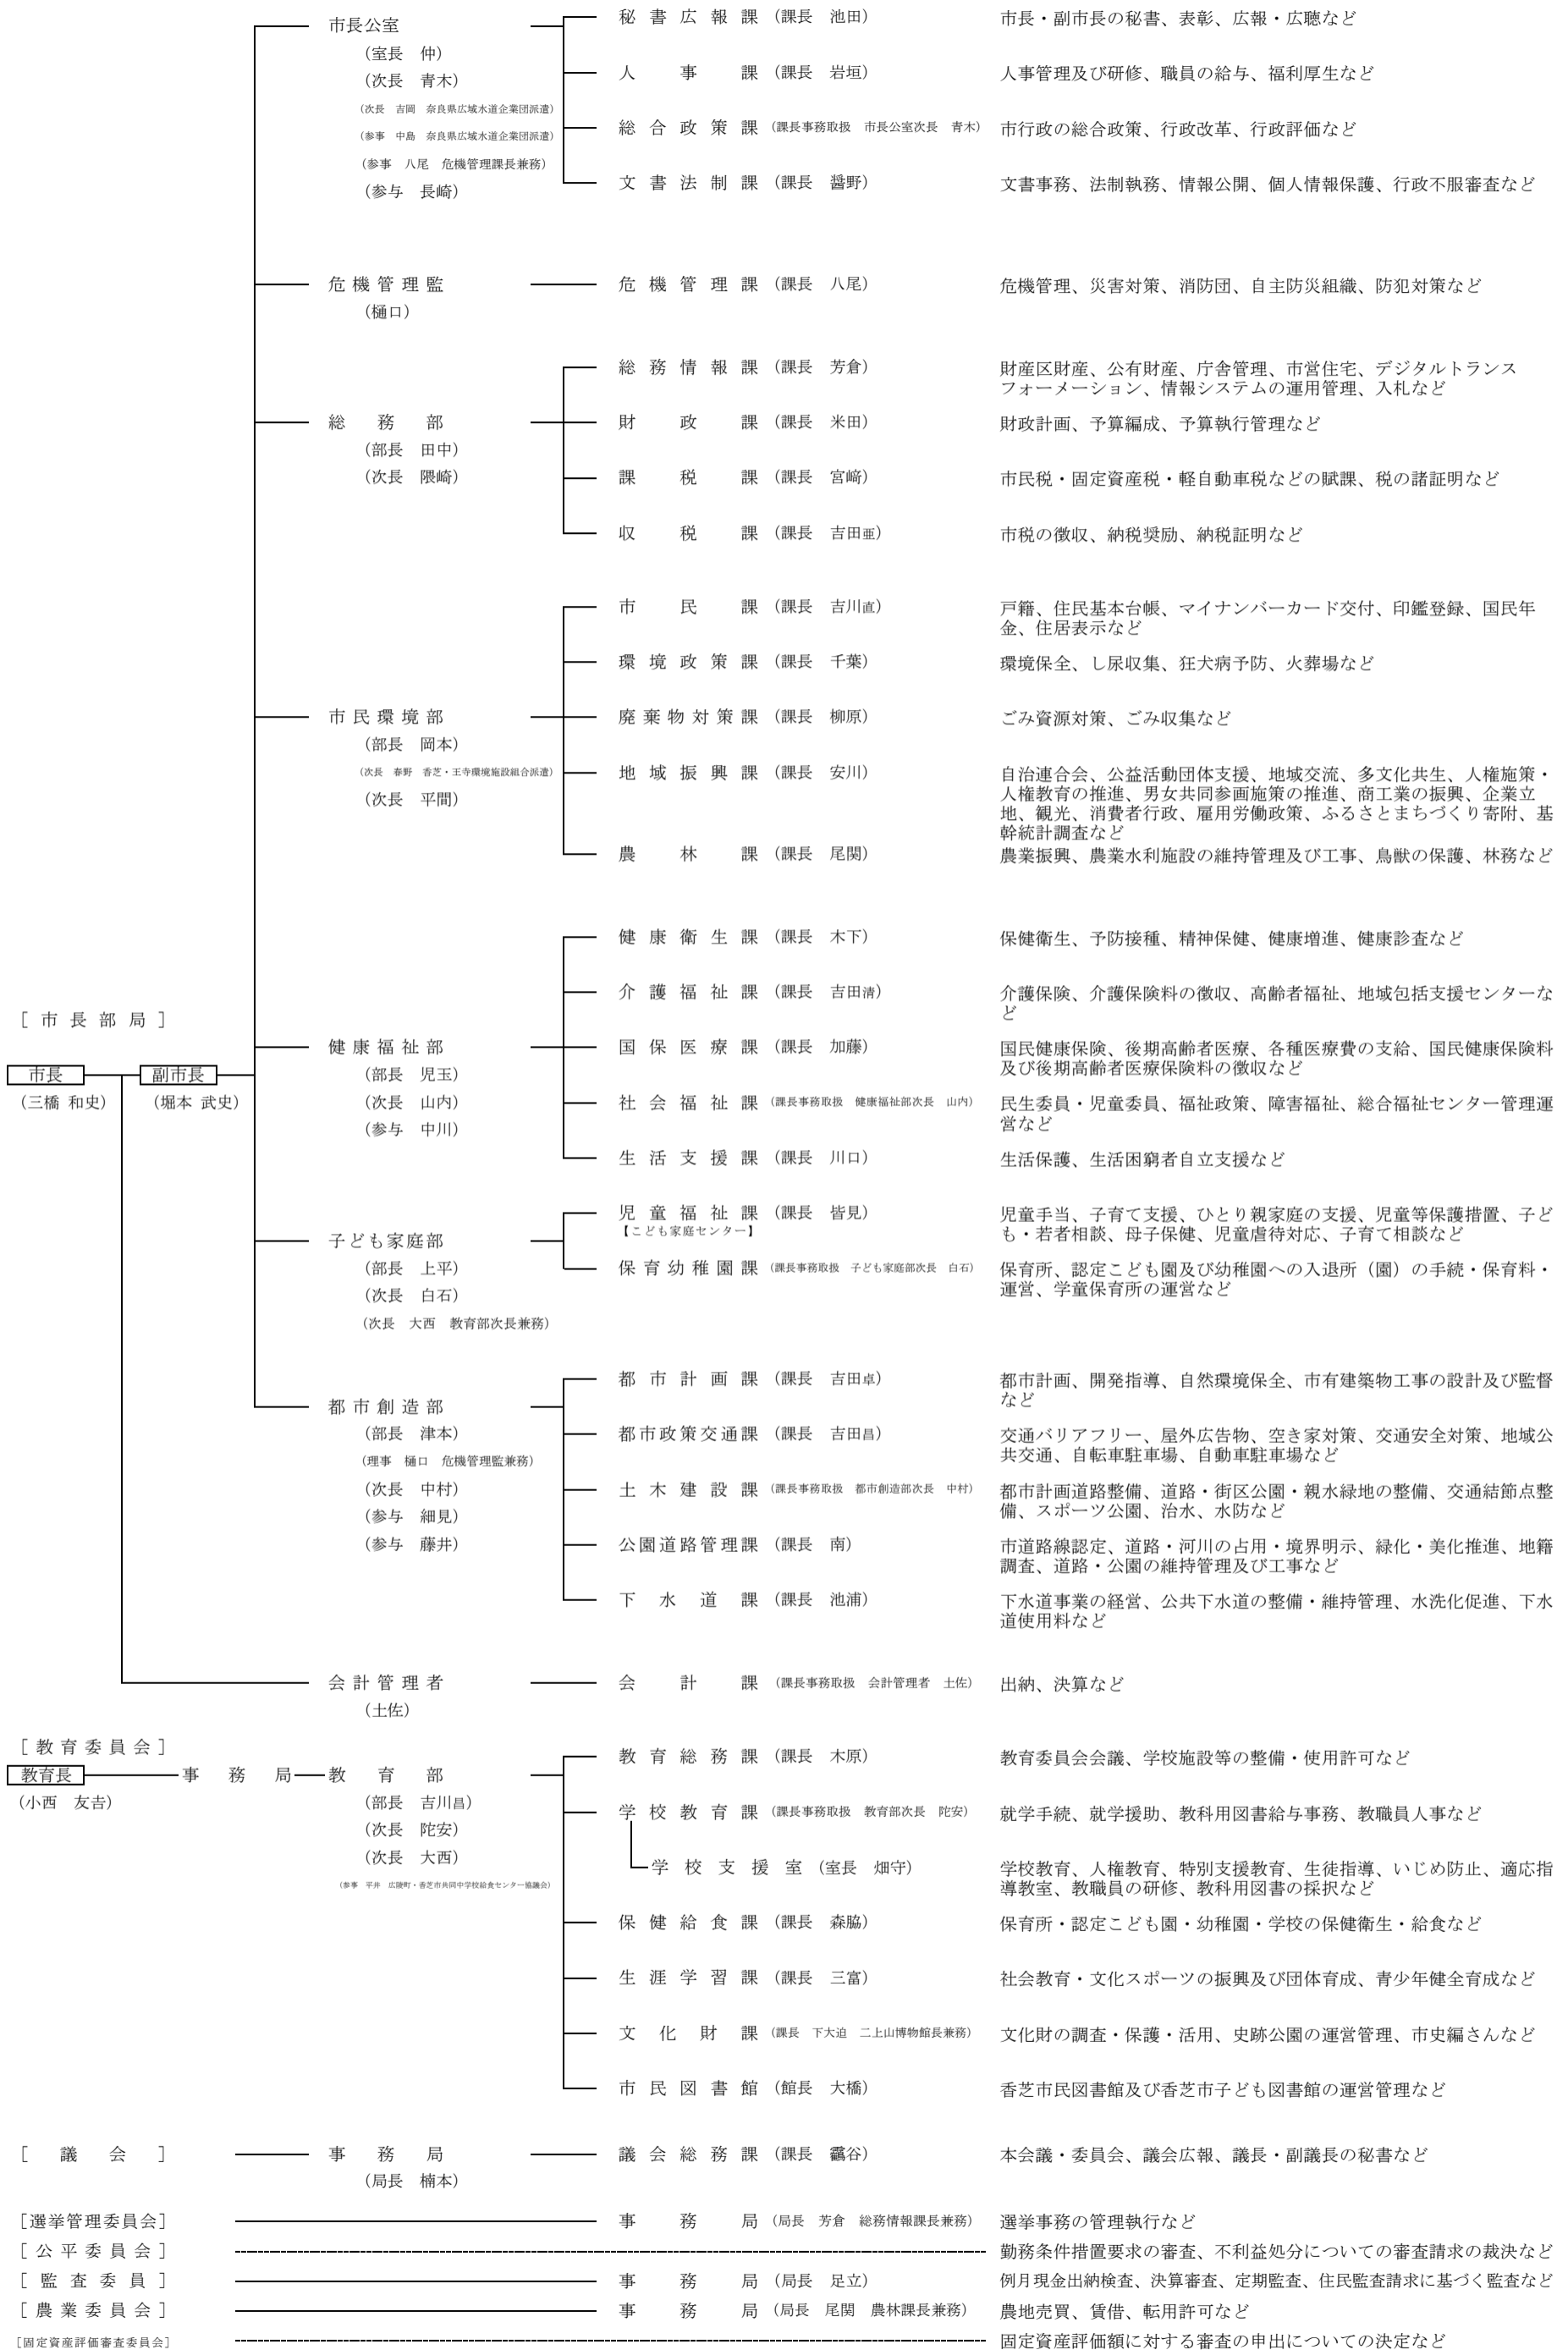 市長公室
（室長　仲）
（次長　青木）
（次長　吉岡　奈良県広域水道企業団派遣）
（参事　中島　奈良県広域水道企業団派遣）
（参事　八尾　危機管理課長兼務）
（参与　長崎）
秘書広報課（課長　池田）　市長・副市長の秘書、表彰、広報・広聴など
人事課（課長　岩垣）　人事管理及び研修、職員の給与、福利厚生など
総合政策課（課長事務取扱　市長公室次長　青木）　市行政の総合政策、行政改革、行政評価など
文書法制課（課長　醤野）　文書事務、法制執務、情報公開、個人情報保護、行政不服審査など
危機管理監
（樋口）
危機管理課（課長　八尾）　危機管理、災害対策、消防団、自主防災組織、防犯対策など
総務部
（部長　田中）
（次長　隈崎）
総務情報課（課長　芳倉）　財産区財産、公有財産、庁舎管理、市営住宅、デジタルトランス
フォーメーション、情報システムの運用管理、入札など
財政課（課長　米田）　財政計画、予算編成、予算執行管理など
課税課（課長　宮﨑）　市民税・固定資産税・軽自動車税などの賦課、税の諸証明など
収税課（課長　吉田亜）　市税の徴収、納税奨励、納税証明など
市民環境部
（部長　岡本）
（次長　春野　香芝・王寺環境施設組合派遣）
（次長　平間）
市民課（課長　吉川直）　戸籍、住民基本台帳、マイナンバーカード交付、印鑑登録、国民年
金、住居表示など
環境政策課（課長　千葉）　環境保全、し尿収集、狂犬病予防、火葬場など
廃棄物対策課（課長　柳原）　ごみ資源対策、ごみ収集など
地域振興課（課長　安川）　自治連合会、公益活動団体支援、地域交流、多文化共生、人権施策・
人権教育の推進、男女共同参画施策の推進、商工業の振興、企業立
地、観光、消費者行政、雇用労働政策、ふるさとまちづくり寄附、基
幹統計調査など
農林課（課長　尾関）　農業振興、農業水利施設の維持管理及び工事、鳥獣の保護、林務など
［市長部局］
市長
（三橋 和史）
副市長
（堀本 武史）
健康福祉部
（部長　児玉）
（次長　山内）
（参与　中川）
健康衛生課（課長　木下）　保健衛生、予防接種、精神保健、健康増進、健康診査など
介護福祉課（課長　吉田清）　介護保険、介護保険料の徴収、高齢者福祉、地域包括支援センターな
ど
国保医療課（課長　加藤）　国民健康保険、後期高齢者医療、各種医療費の支給、国民健康保険料
及び後期高齢者医療保険料の徴収など
社会福祉課（課長事務取扱　健康福祉部次長　山内）　民生委員・児童委員、福祉政策、障害福祉、総合福祉センター管理運
営など
生活支援課（課長　川口）　生活保護、生活困窮者自立支援など
子ども家庭部
（部長　上平）
（次長　白石）
（次長　大西　教育部次長兼務）
児童福祉課（課長　皆見）　児童手当、子育て支援、ひとり親家庭の支援、児童等保護措置、子ど
【こども家庭センター】　も・若者相談、母子保健、児童虐待対応、子育て相談など
保育幼稚園課（課長事務取扱　子ども家庭部次長　白石）　保育所、認定こども園及び幼稚園への入退所（園）の手続・保育料・
運営、学童保育所の運営など
都市創造部
（部長　津本）
（理事　樋口　危機管理監兼務）
（次長　中村）
（参与　細見）
（参与　藤井）
都市計画課（課長　吉田卓）　都市計画、開発指導、自然環境保全、市有建築物工事の設計及び監督
など
都市政策交通課（課長　吉田昌）　交通バリアフリー、屋外広告物、空き家対策、交通安全対策、地域公
共交通、自転車駐車場、自動車駐車場など
土木建設課（課長事務取扱　都市創造部次長　中村）　都市計画道路整備、道路・街区公園・親水緑地の整備、交通結節点整
備、スポーツ公園、治水、水防など
公園道路管理課（課長　南）　市道路線認定、道路・河川の占用・境界明示、緑化・美化推進、地籍
調査、道路・公園の維持管理及び工事など
下水道課（課長　池浦）　下水道事業の経営、公共下水道の整備・維持管理、水洗化促進、下水
道使用料など
会計管理者
（土佐）
会計課（課長事務取扱　会計管理者　土佐）　出納、決算など
［教育委員会］
教育長
（小西　友吉）
事務局
教育部
（部長　吉川昌）
（次長　陀安）
（次長　大西）
（参事　平井　広陵町・香芝市共同中学校給食センター協議会）
教育総務課（課長　木原）　教育委員会会議、学校施設等の整備・使用許可など
学校教育課（課長事務取扱　教育部次長　陀安）　就学手続、就学援助、教科用図書給与事務、教職員人事など
学校支援室（室長　畑守）　学校教育、人権教育、特別支援教育、生徒指導、いじめ防止、適応指
導教室、教職員の研修、教科用図書の採択など
保健給食課（課長　森脇）　保育所・認定こども園・幼稚園・学校の保健衛生・給食など
生涯学習課（課長　三富）　社会教育・文化スポーツの振興及び団体育成、青少年健全育成など
文化財課（課長　下大迫　二上山博物館長兼務）　文化財の調査・保護・活用、史跡公園の運営管理、市史編さんなど
市民図書館（館長　大橋）　香芝市民図書館及び香芝市子ども図書館の運営管理など
［議会］　事務局　議会総務課（課長　谷）　本会議・委員会、議会広報、議長・副議長の秘書など
（局長　楠本）
［選挙管理委員会］　事務局（局長　芳倉　総務情報課長兼務）　選挙事務の管理執行など
［公平委員会］　勤務条件措置要求の審査、不利益処分についての審査請求の裁決など
［監査委員］　事務局（局長　足立）　例月現金出納検査、決算審査、定期監査、住民監査請求に基づく監査など
［農業委員会］　事務局（局長　尾関　農林課長兼務）　農地売買、賃借、転用許可など
［固定資産評価審査委員会］　固定資産評価額に対する審査の申出についての決定など